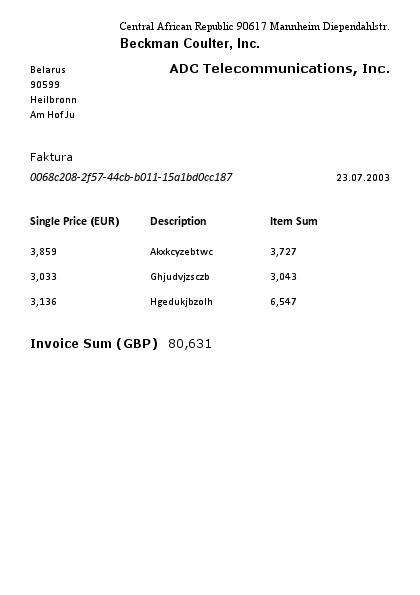 Central African Republic 90617 Mannheim Diependahlstr.
Beckman Coulter, Inc.
ADC Telecommunications, Inc.
Belarus
90599
Heilbronn
Am Hof Ju
Faktura
0068c208-2f57-44cb-b011-15a1bd0cc187
23.07.2003
Single Price (EUR) Description Item Sum
3,859 Akxkcyzebtwc 3,727
3,033 Ghjudvjzsczb 3,043
3,136 Hgedukjbzolh 6,547
Invoice Sum (GBP) 80,631